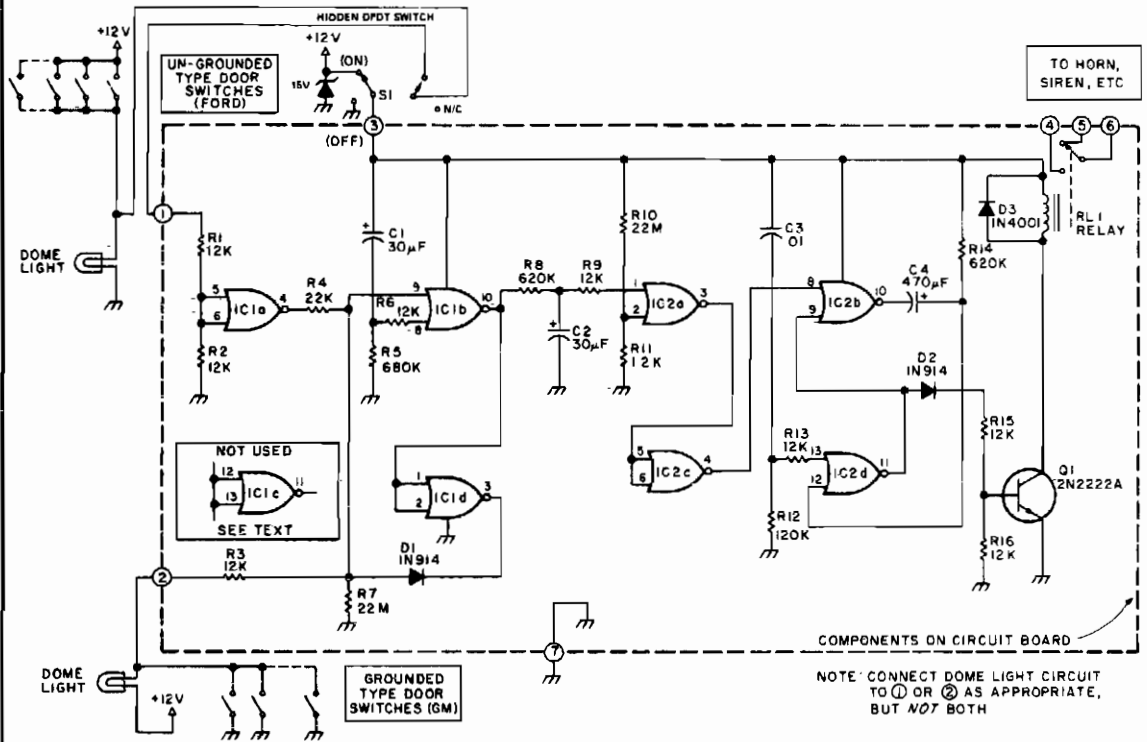 HIDDEN DPDT SWITCH
+12V
+12V
UN-GROUNDED
TYPE DOOR
SWITCHES
(FORD)
(ON)
15V
S1
N/C
TO HORN,
SIREN, ETC
3
(OFF)
4
5
6
1
R1
12K
DOME
LIGHT
C1
30µF
R10
22M
C3
.01
D3
1N4001
RL1
RELAY
R14
620K
5
6
IC1a
4
R4
22K
R2
12K
9
R6
12K
8
IC1b
10
R5
680K
R8
620K
R9
12K
C2
30µF
1
2
IC2a
3
R11
12K
8
9
IC2b
10
C4
470µF
D2
1N914
R15
12K
NOT USED
12
13
IC1c
11
SEE TEXT
1
2
IC1d
3
5
6
IC2c
4
R13
12K
13
12
IC2d
11
R12
120K
Q1
2N2222A
R16
12K
2
R3
12K
D1
1N914
R7
22M
7
COMPONENTS ON CIRCUIT BOARD
DOME
LIGHT
+12V
GROUNDED
TYPE DOOR
SWITCHES (GM)
NOTE: CONNECT DOME LIGHT CIRCUIT
TO ① OR ② AS APPROPRIATE,
BUT NOT BOTH